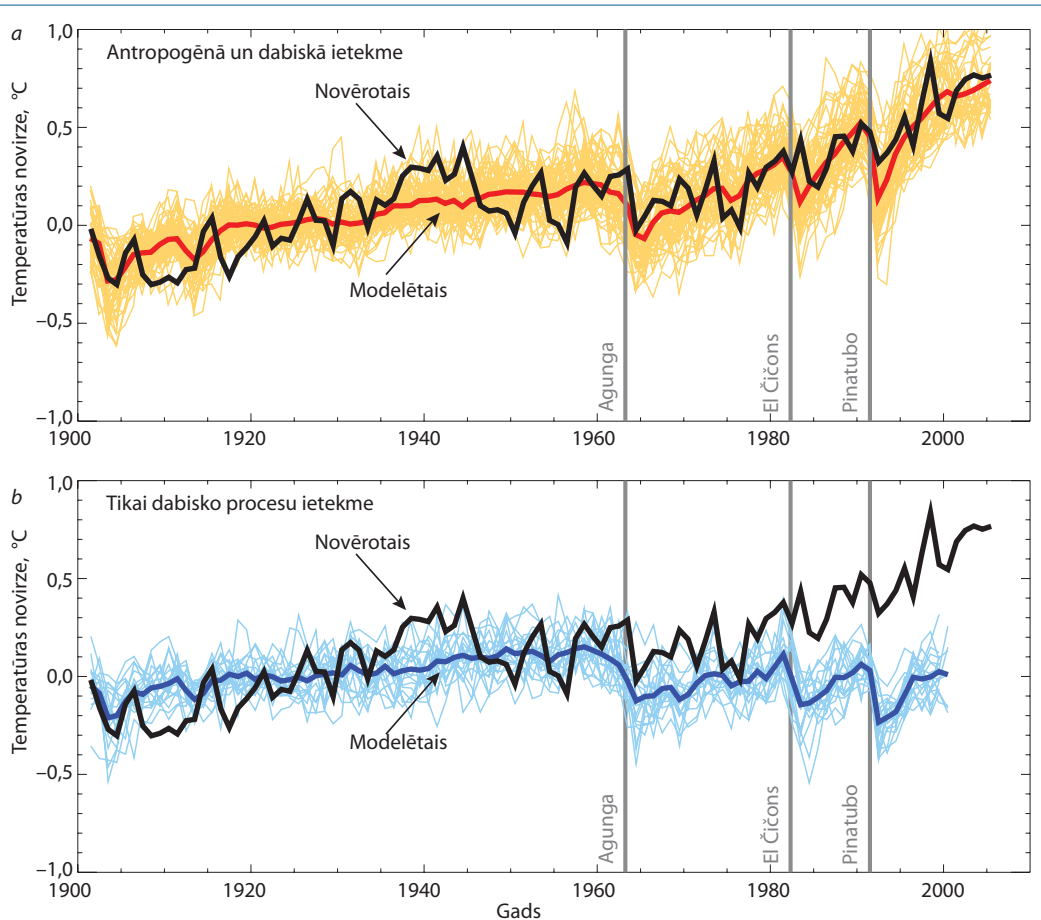 a
Antropogēnā un dabiskā ietekme
Temperatūras novirze, °C
1,0
0,5
0,0
–0,5
–1,0
Novērotais
Modelētais
Agunga
El Čičons
Pinatubo
1900 1920 1940 1960 1980 2000
b
Tikai dabisko procesu ietekme
Temperatūras novirze, °C
1,0
0,5
0,0
–0,5
–1,0
Novērotais
Modelētais
Agunga
El Čičons
Pinatubo
1900 1920 1940 1960 1980 2000
Gads